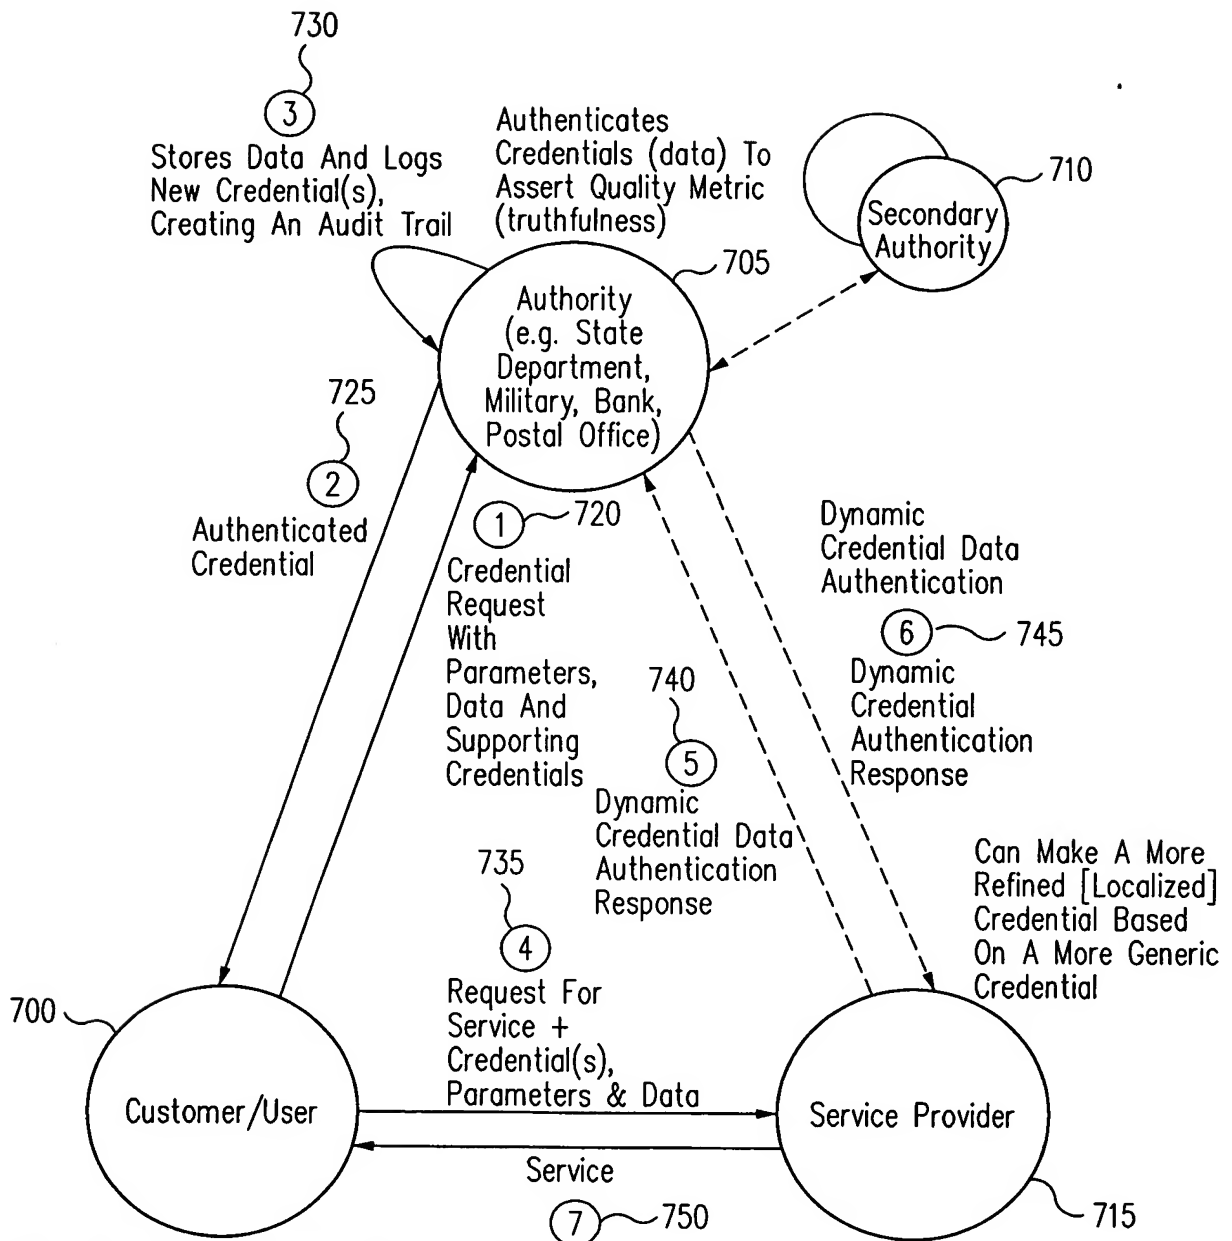 730
3
Stores Data And Logs
New Credential(s),
Creating An Audit Trail
Authenticates
Credentials (data) To
Assert Quality Metric
(truthfulness)
710
Secondary
Authority
705
Authority
(e.g. State
Department,
Military, Bank,
Postal Office)
725
2
Authenticated
Credential
1
720
Credential
Request
With
Parameters,
Data And
Supporting
Credentials
Dynamic
Credential Data
Authentication
6
745
Dynamic
Credential
Authentication
Response
740
5
Dynamic
Credential Data
Authentication
Response
735
4
Request For
Service +
Credential(s),
Parameters & Data
Can Make A More
Refined [Localized]
Credential Based
On A More Generic
Credential
700
Customer/User
Service Provider
Service
7
750
715